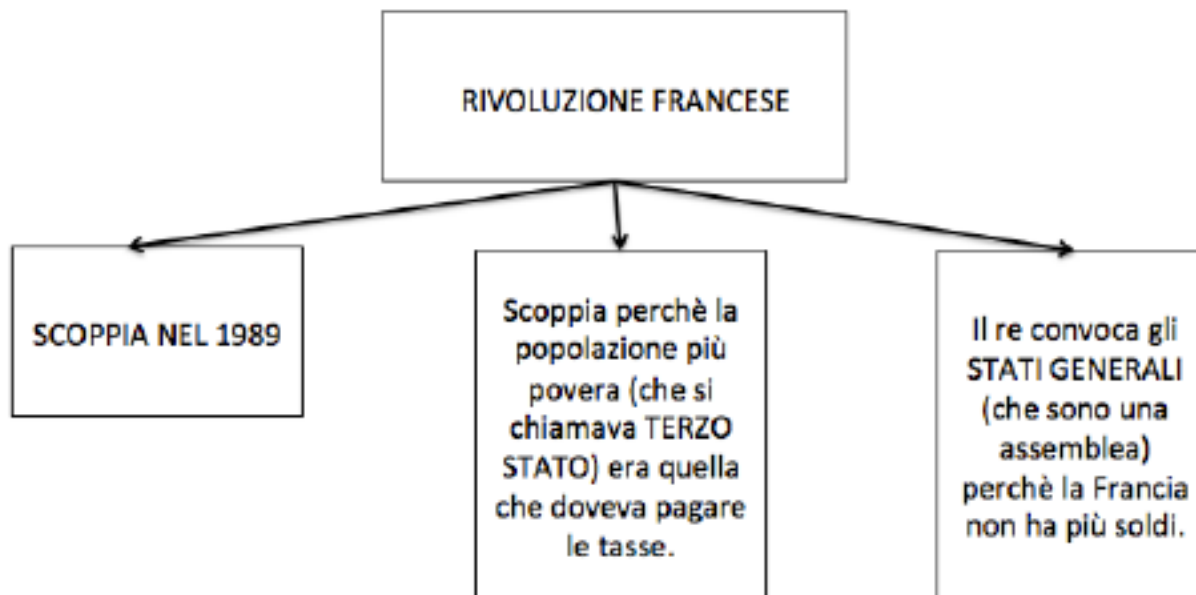 RIVOLUZIONE FRANCESE
SCOPPIA NEL 1989
Scoppia perchè la
popolazione più
povera (che si
chiamava TERZO
STATO) era quella
che doveva pagare
le tasse.
Il re convoca gli
STATI GENERALI
(che sono una
assemblea)
perchè la Francia
non ha più soldi.